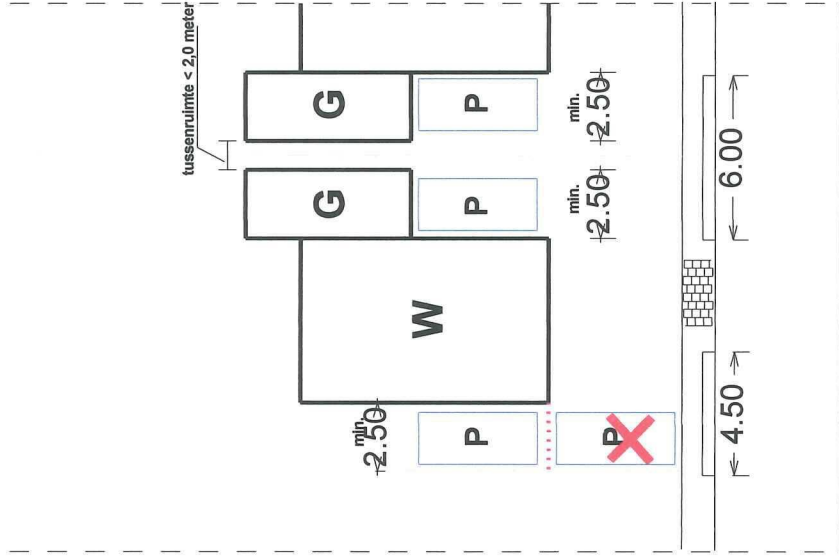 tussenruimte < 2,0 meter
G
P
min.
2.50
G
P
min.
2.50
6.00
W
min.
2.50
P
P
4.50